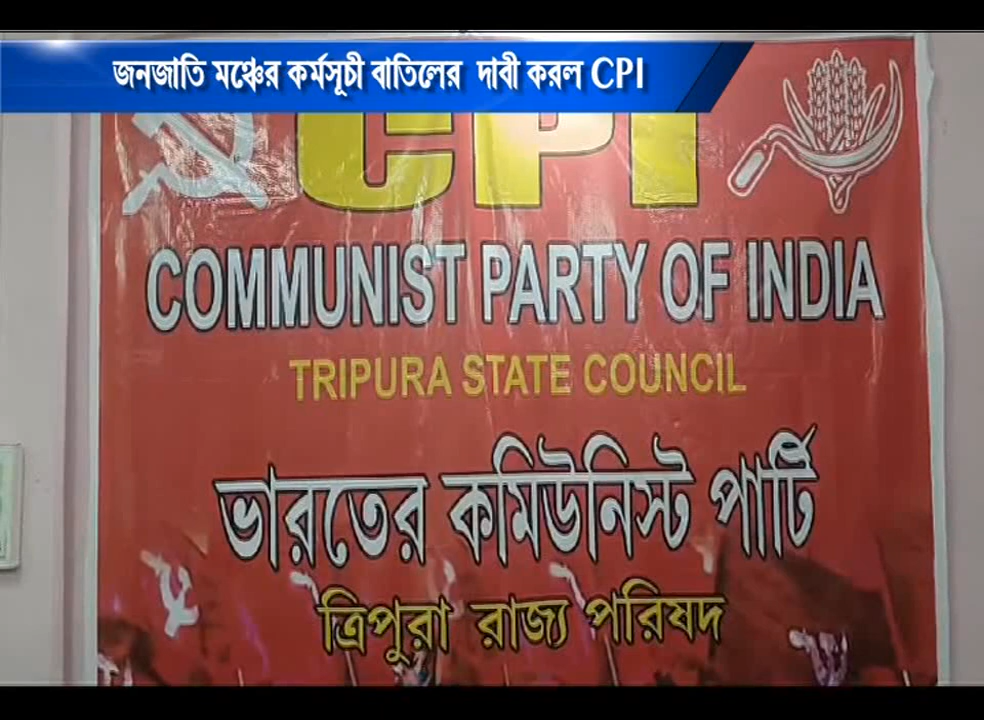 জনজাতি মঞ্চের কর্মসূচী বাতিলের দাবী করল CPI
CPI
COMMUNIST PARTY OF INDIA
TRIPURA STATE COUNCIL
ভারতের কমিউনিস্ট পার্টি
ত্রিপুরা রাজ্য পরিষদ